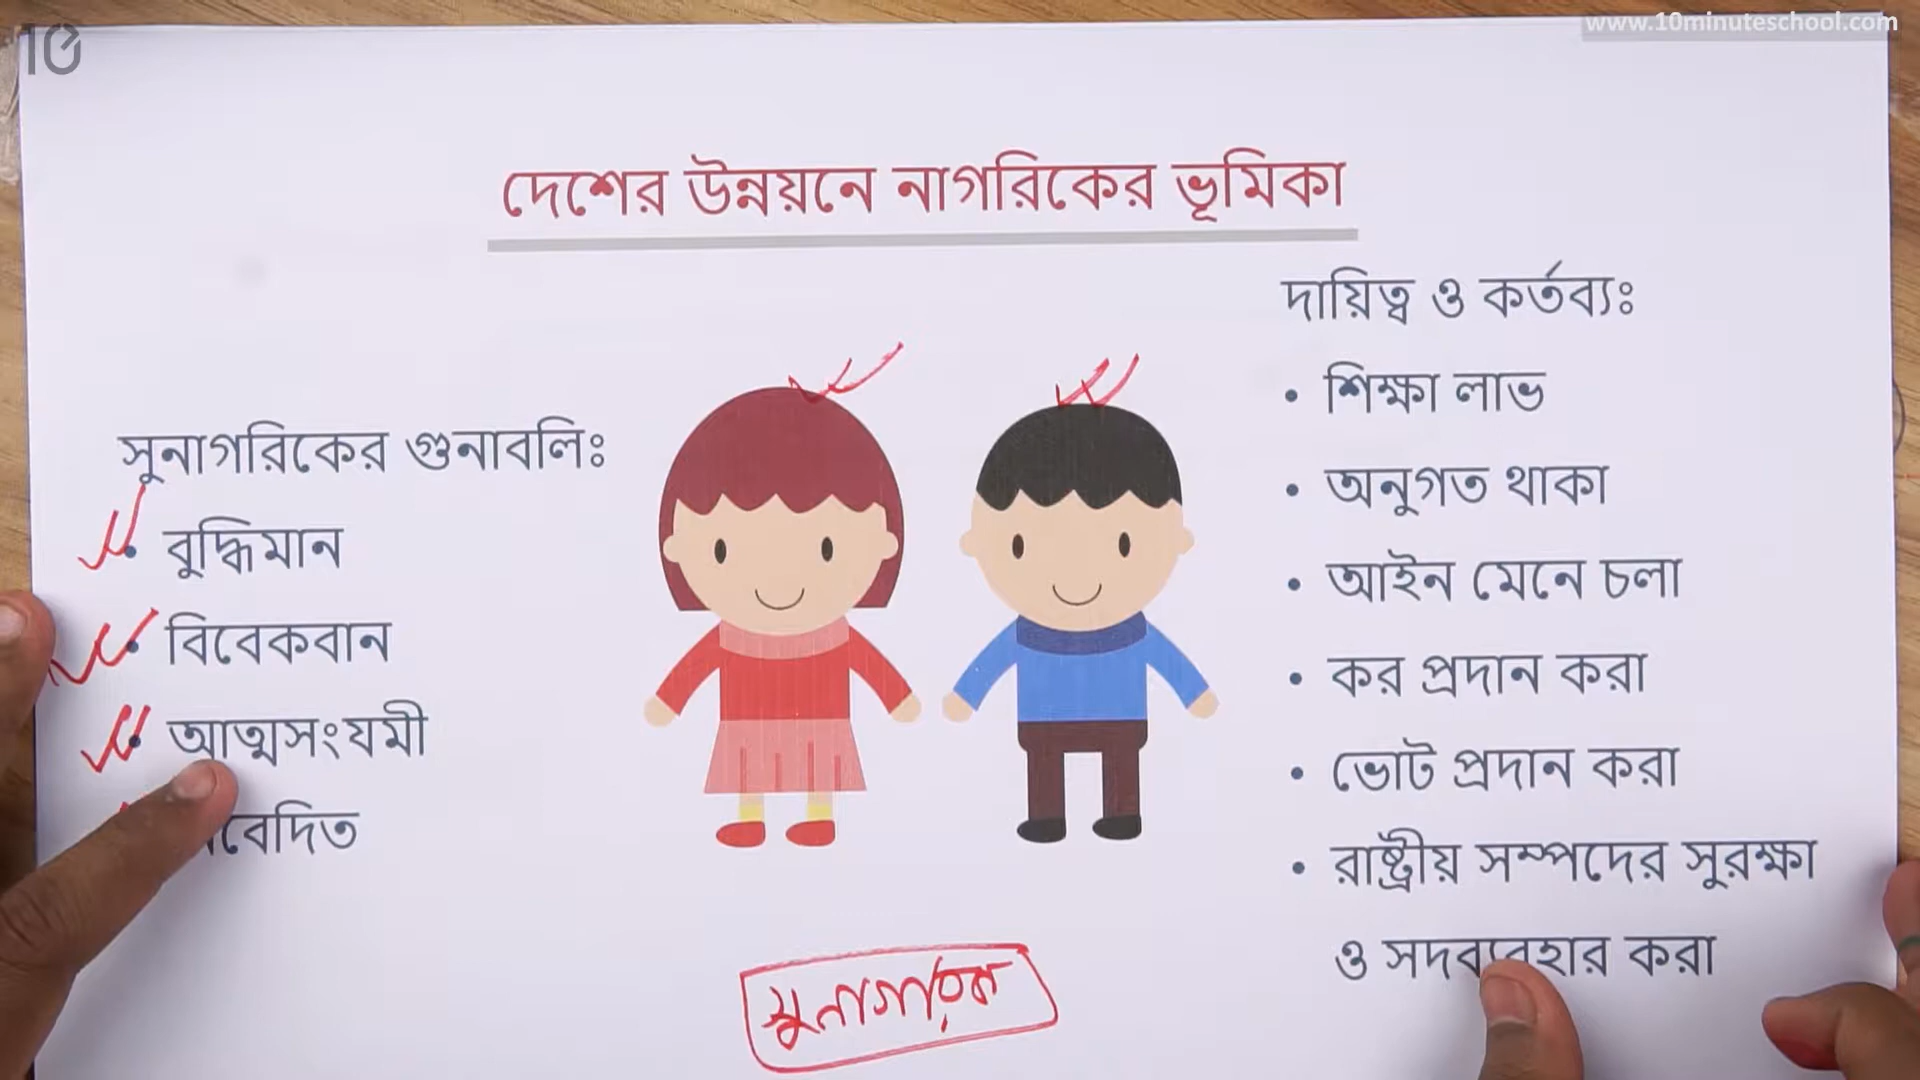 10
www.10minuteschool.com
দেশের উন্নয়নে নাগরিকের ভূমিকা
সুনাগরিকের গুনাবলিঃ
• বুদ্ধিমান
• বিবেকবান
• আত্মসংযমী
দায়িত্ব ও কর্তব্যঃ
• শিক্ষা লাভ
• অনুগত থাকা
• আইন মেনে চলা
• কর প্রদান করা
• ভোট প্রদান করা
• রাষ্ট্রীয় সম্পদের সুরক্ষা
ও সদব্যবহার করা
সুনাগরিক